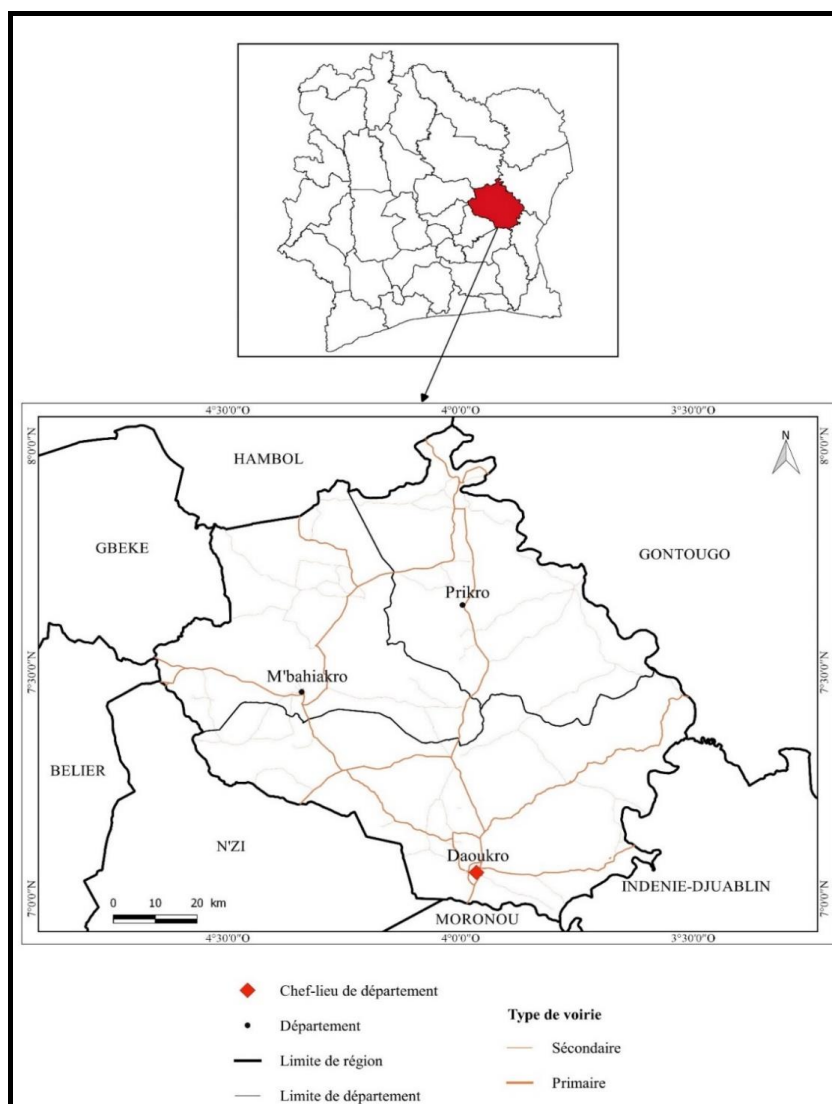 4°30'0"O 4°0'0"O 3°30'0"O
8°0'0"N 8°0'0"N
N
HAMBOL
GBEKE
GONTOUGO
Prikro
7°30'0"N 7°30'0"N
M'bahiakro
BELIER
N'ZI
Daoukro
INDENIE-DJUABLIN
7°0'0"N 7°0'0"N
0 10 20 km
MORONOU
4°30'0"O 4°0'0"O 3°30'0"O
Chef-lieu de département
Département
Limite de région
Limite de département
Type de voirie
Sécondaire
Primaire